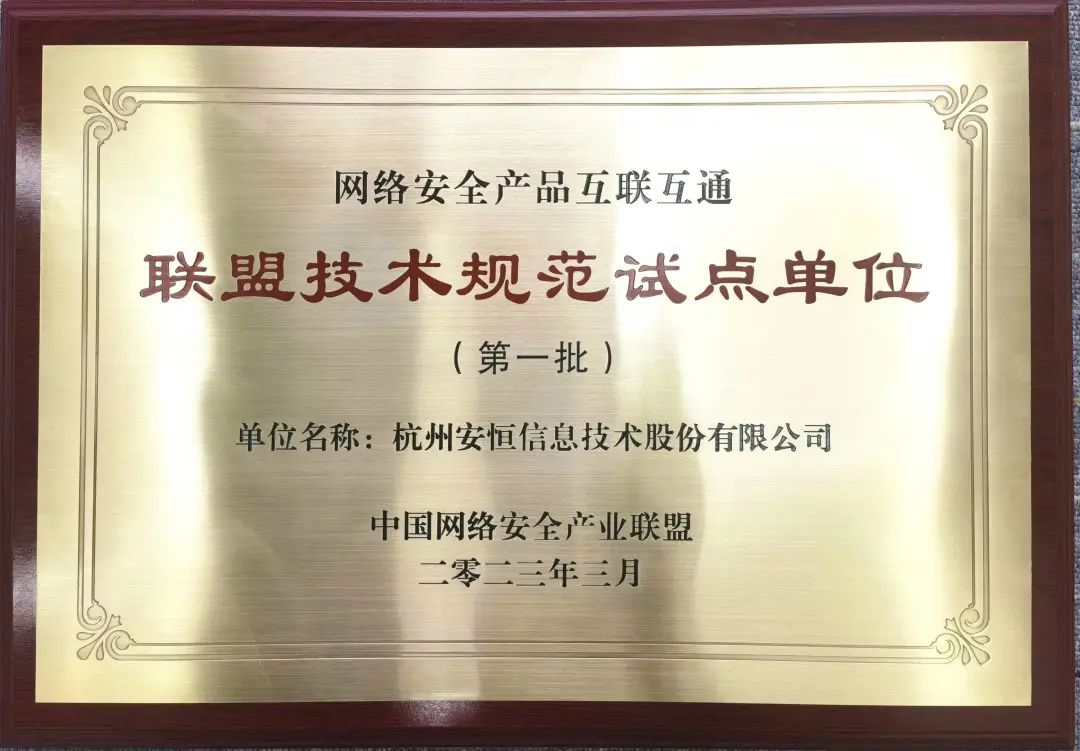 网络安全产品互联互通
联盟技术规范试点单位
（第一批）
单位名称：杭州安恒信息技术股份有限公司
中国网络安全产业联盟
二零二三年三月